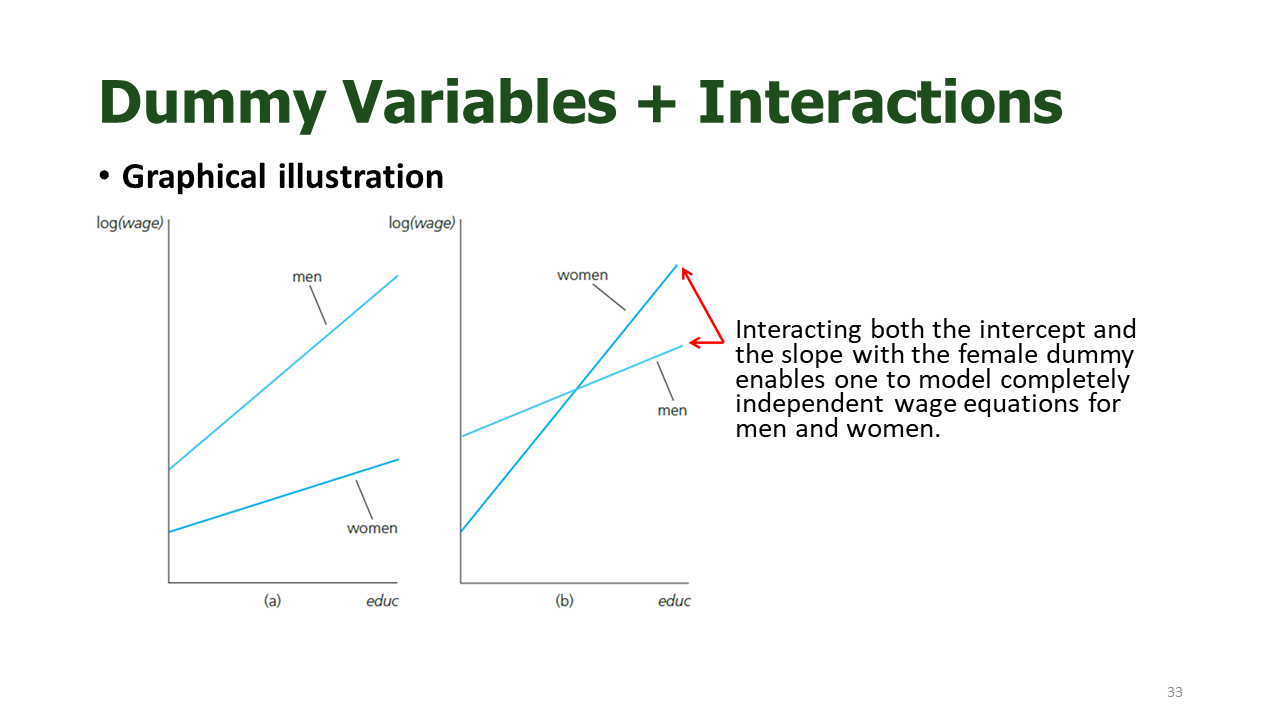 Dummy Variables + Interactions
• Graphical illustration
log(wage)
men
women
(a)
educ
log(wage)
women
men
(b)
educ
Interacting both the intercept and
the slope with the female dummy
enables one to model completely
independent wage equations for
men and women.
33